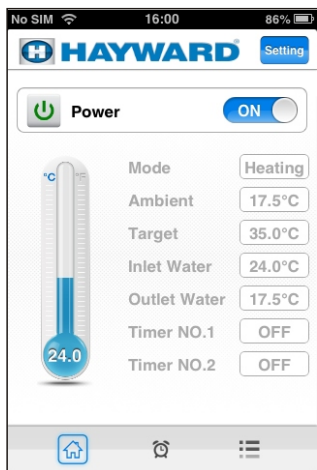 No SIM 16:00 86%
H HAYWARD® Setting
Power ON
°C °F
Mode Heating
Ambient 17.5°C
Target 35.0°C
Inlet Water 24.0°C
Outlet Water 17.5°C
Timer NO.1 OFF
Timer NO.2 OFF
24.0